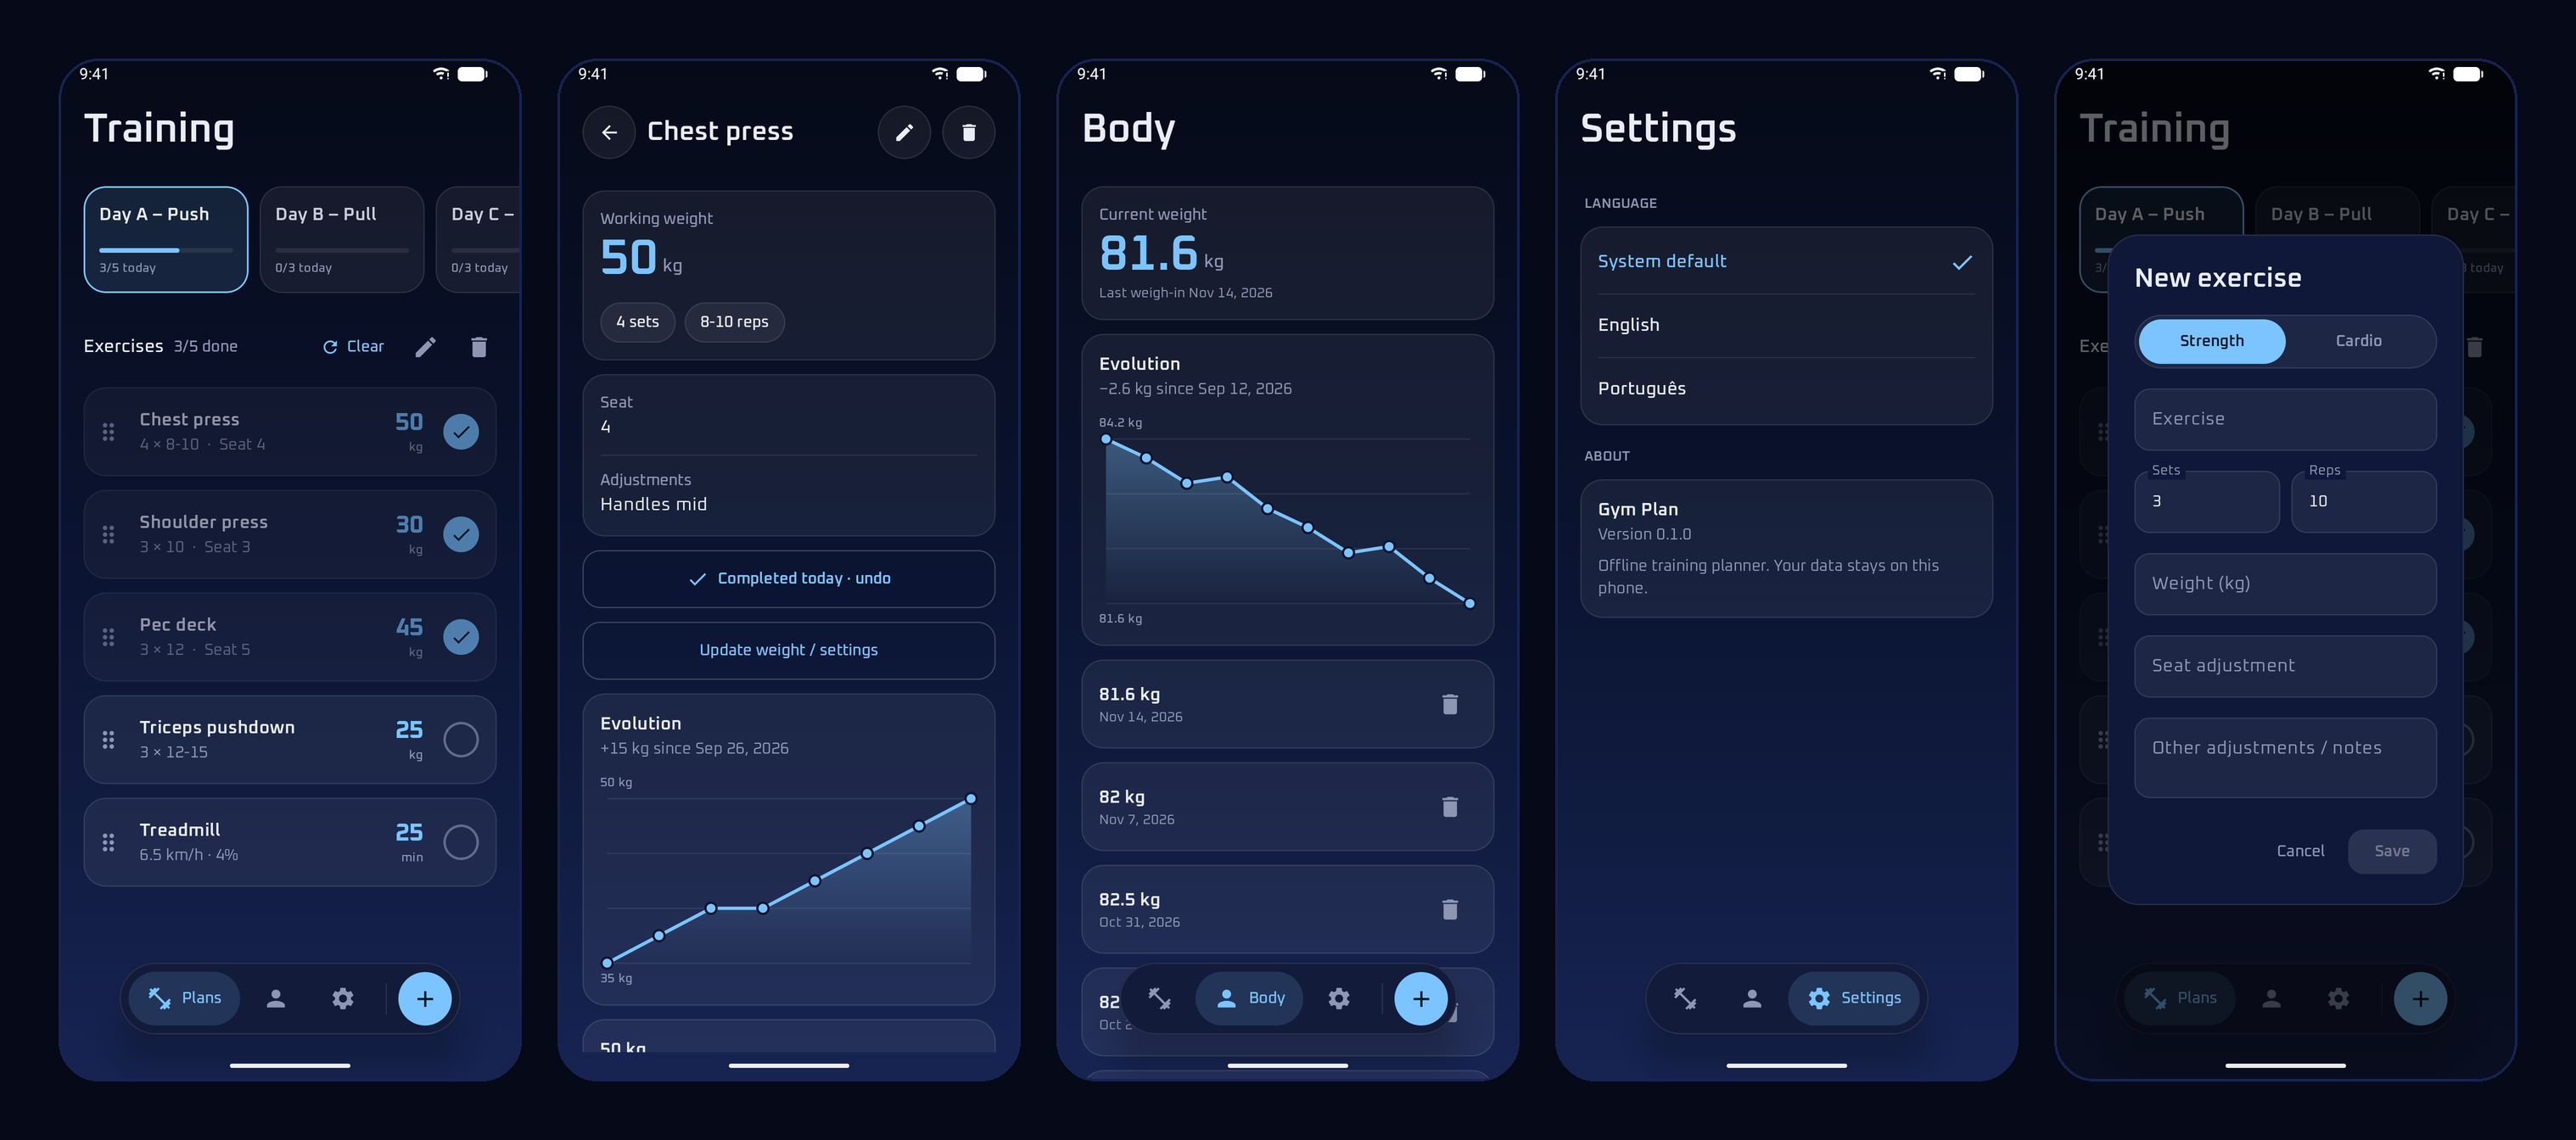 9:41
Training
Day A – Push
3/5 today
Day B – Pull
0/3 today
Day C –
0/3 today
Exercises 3/5 done
Clear
Chest press
4 × 8-10 · Seat 4
50
kg
Shoulder press
3 × 10 · Seat 3
30
kg
Pec deck
3 × 12 · Seat 5
45
kg
Triceps pushdown
3 × 12-15
25
kg
Treadmill
6.5 km/h · 4%
25
min
Plans
9:41
Chest press
Working weight
50 kg
4 sets
8-10 reps
Seat
4
Adjustments
Handles mid
Completed today · undo
Update weight / settings
Evolution
+15 kg since Sep 26, 2026
50 kg
35 kg
50 kg
9:41
Body
Current weight
81.6 kg
Last weigh-in Nov 14, 2026
Evolution
−2.6 kg since Sep 12, 2026
84.2 kg
81.6 kg
81.6 kg
Nov 14, 2026
82 kg
Nov 7, 2026
82.5 kg
Oct 31, 2026
82
Oct 2
Body
9:41
Settings
LANGUAGE
System default
English
Português
ABOUT
Gym Plan
Version 0.1.0
Offline training planner. Your data stays on this
phone.
Settings
9:41
Training
Day A – Push
3/
Day B – Pull
Day C –
today
Exe
New exercise
Strength
Cardio
Exercise
Sets
3
Reps
10
Weight (kg)
Seat adjustment
Other adjustments / notes
Cancel
Save
Plans